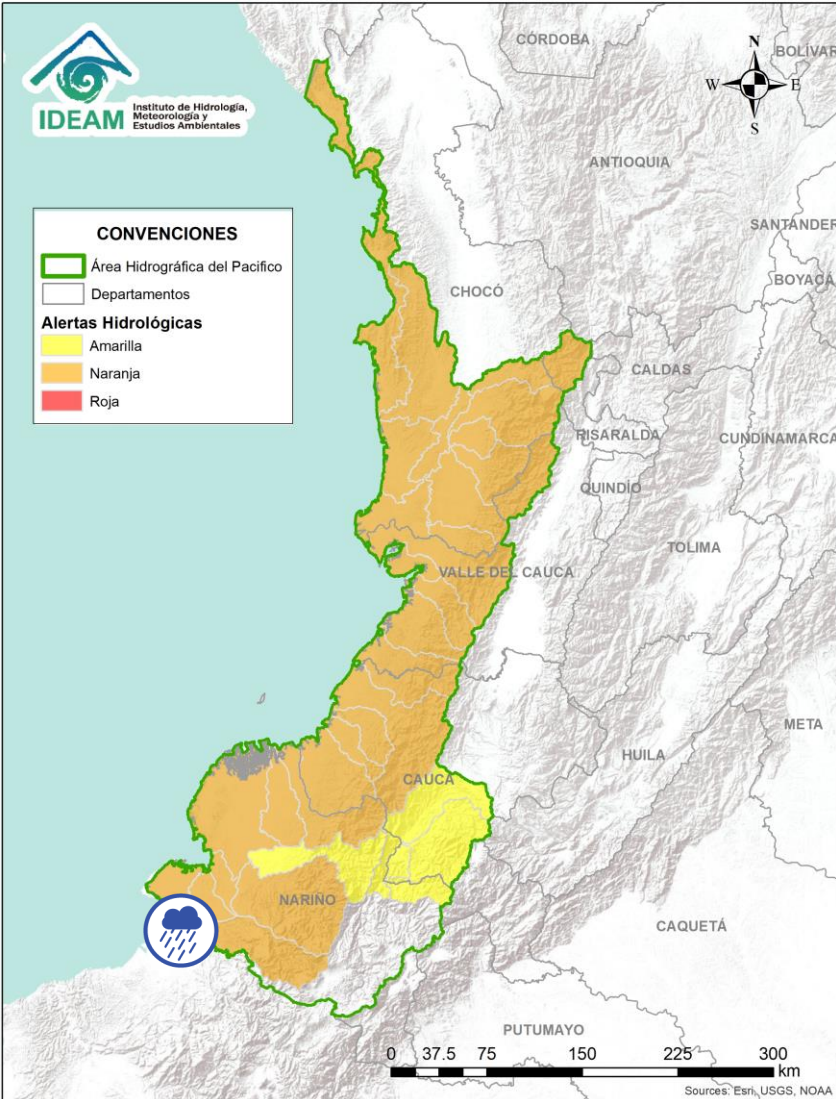 IDEAM
Instituto de Hidrología,
Meteorología y
Estudios Ambientales
N
W
E
S
CÓRDOBA
BOLÍVAR
ANTIOQUIA
SANTANDER
BOYACÁ
CONVENCIONES
Área Hidrográfica del Pacifico
Departamentos
Alertas Hidrológicas
Amarilla
Naranja
Roja
CHOCÓ
CALDAS
RISARALDA
CUNDINAMARCA
QUINDÍO
TOLIMA
VALLE DEL CAUCA
META
HUILA
CAUCA
NARIÑO
CAQUETÁ
PUTUMAYO
0 37.5 75 150 225 300
km
Sources: Esri, USGS, NOAA